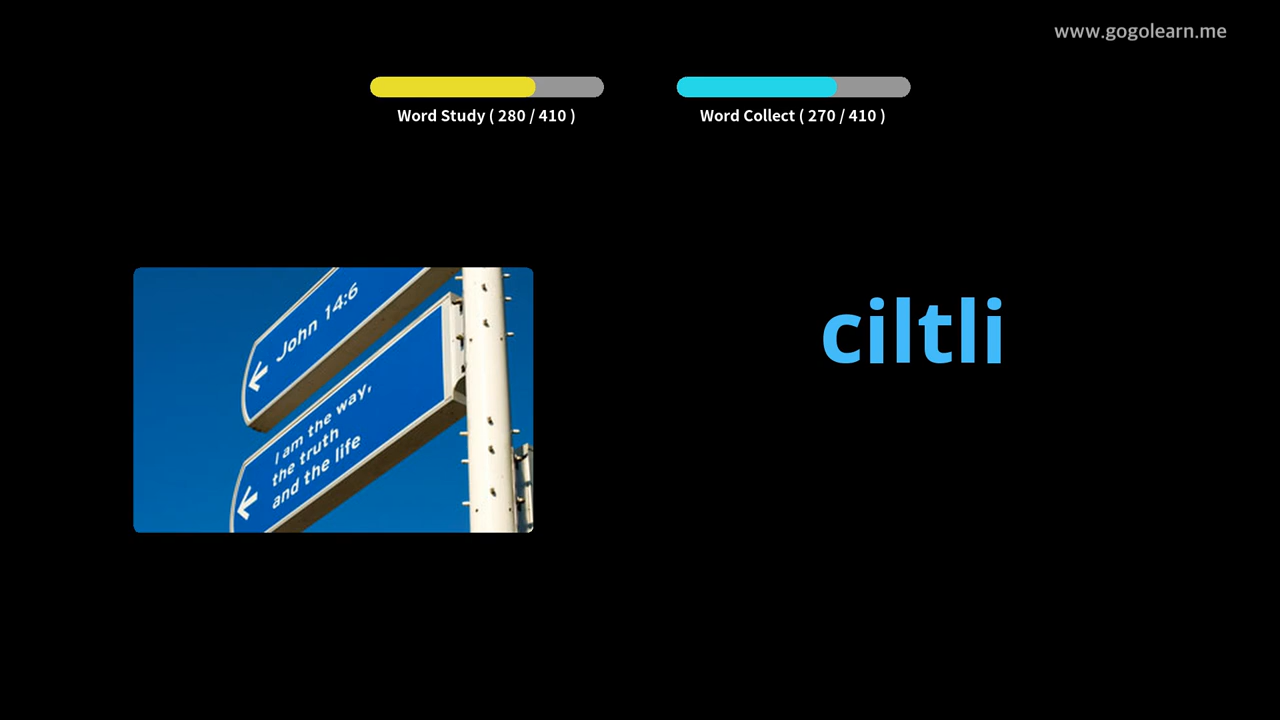 www.gogolearn.me
Word Study ( 280 / 410 )
Word Collect ( 270 / 410 )
John 14:6
I am the way,
the truth
and the life
ciltli